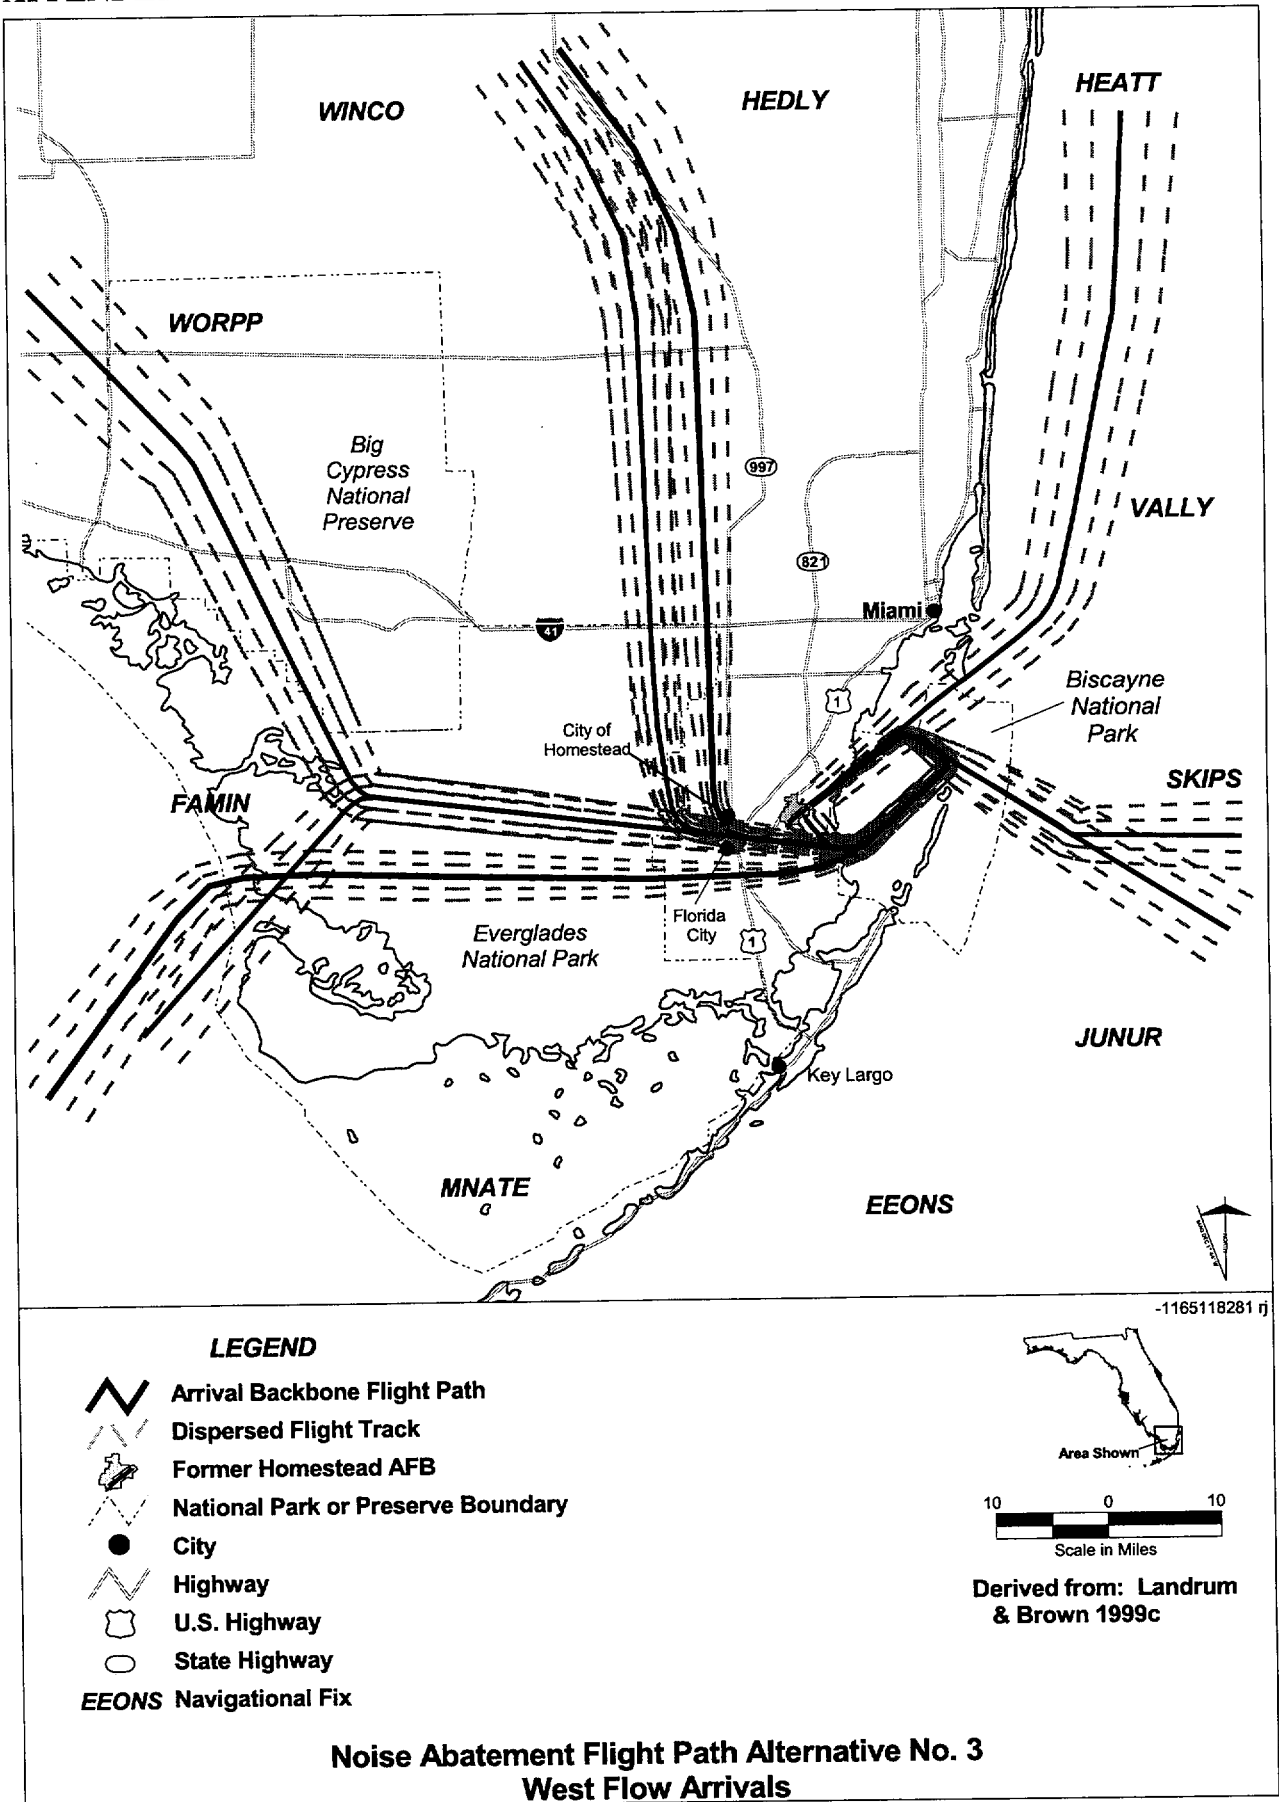 HEATT
HEDLY
WINCO
WORPP
Big
Cypress
National
Preserve
997
VALLY
821
Miami
41
Biscayne
National
Park
1
City of
Homestead
SKIPS
FAMIN
Florida
City
1
Everglades
National Park
JUNUR
Key Largo
MNATE
EEONS
-1165118281 rj
LEGEND
Arrival Backbone Flight Path
Dispersed Flight Track
Former Homestead AFB
National Park or Preserve Boundary
City
Highway
U.S. Highway
State Highway
EEONS Navigational Fix
Area Shown
10 0 10
Scale in Miles
Derived from: Landrum
& Brown 1999c
Noise Abatement Flight Path Alternative No. 3
West Flow Arrivals